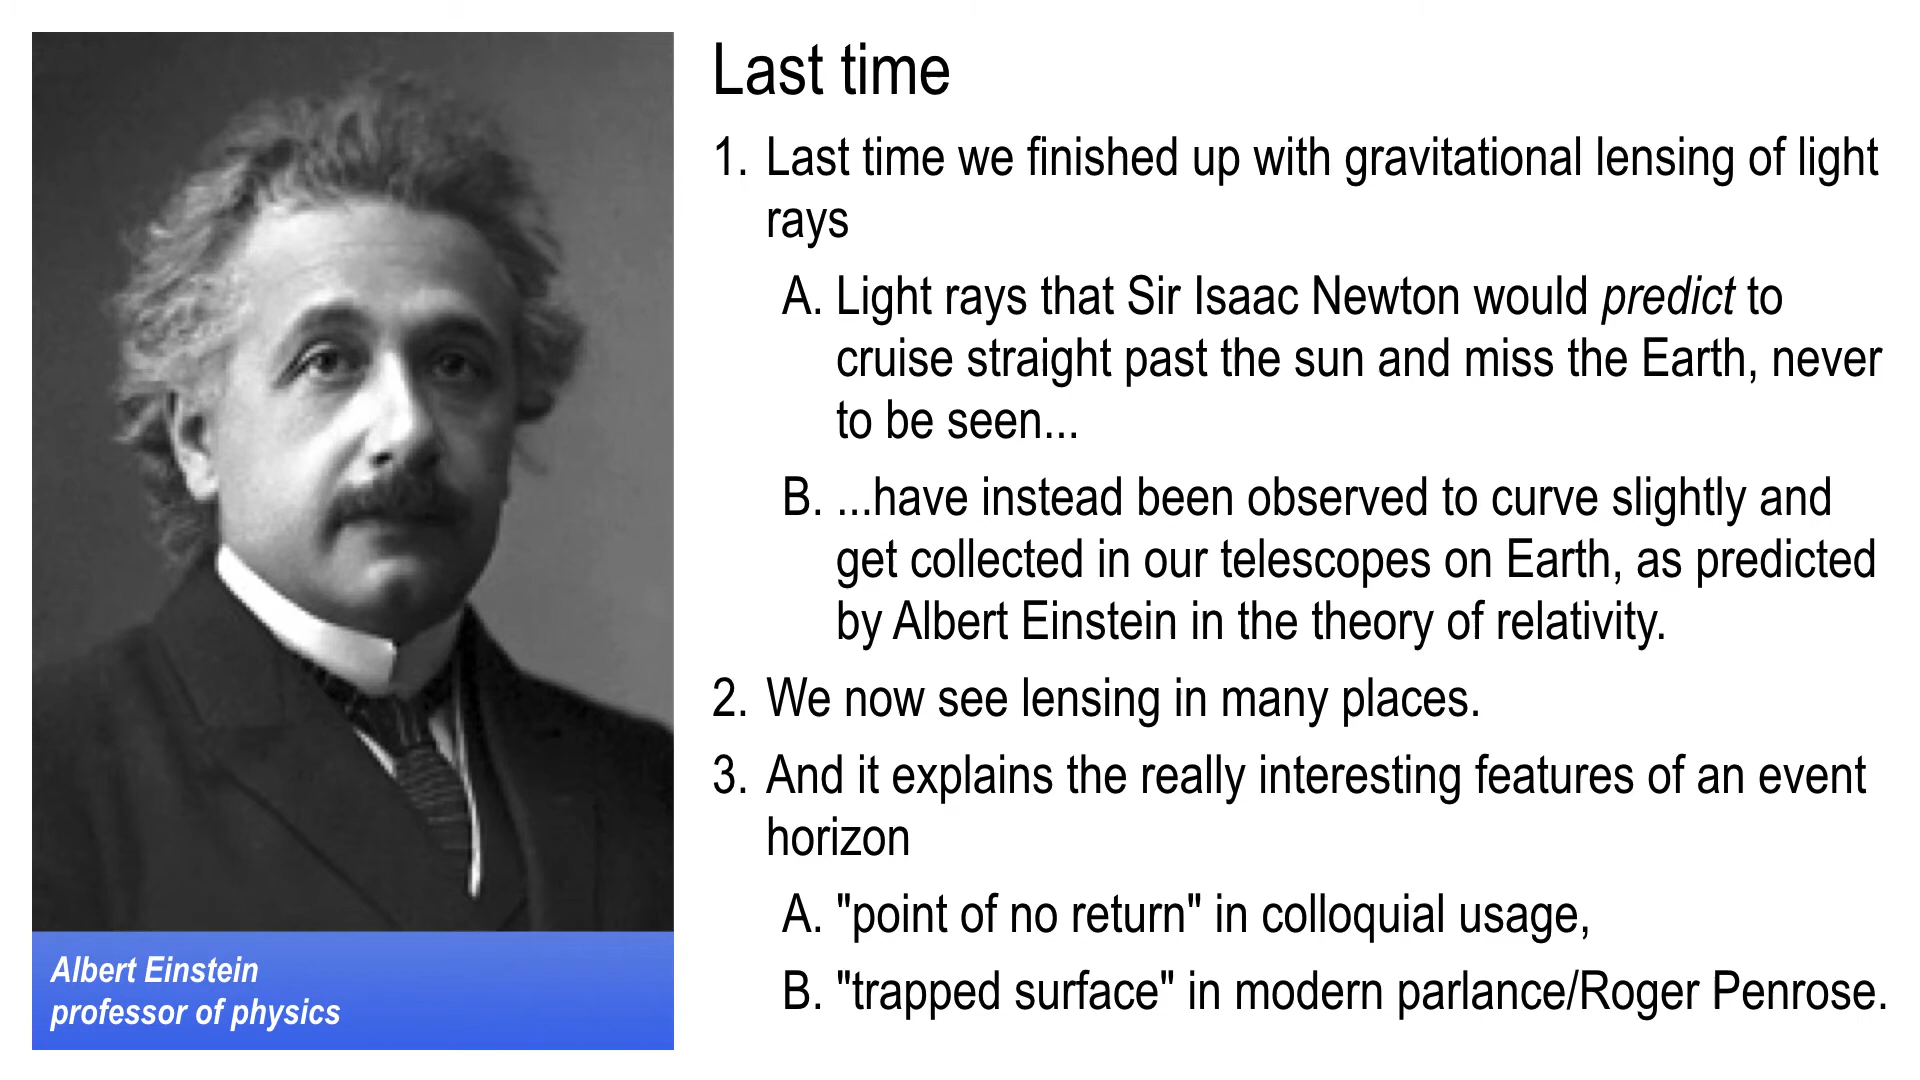 Last time
1. Last time we finished up with gravitational lensing of light
rays
A. Light rays that Sir Isaac Newton would predict to
cruise straight past the sun and miss the Earth, never
to be seen...
B. ...have instead been observed to curve slightly and
get collected in our telescopes on Earth, as predicted
by Albert Einstein in the theory of relativity.
2. We now see lensing in many places.
3. And it explains the really interesting features of an event
horizon
A. "point of no return" in colloquial usage,
B. "trapped surface" in modern parlance/Roger Penrose.
Albert Einstein
professor of physics